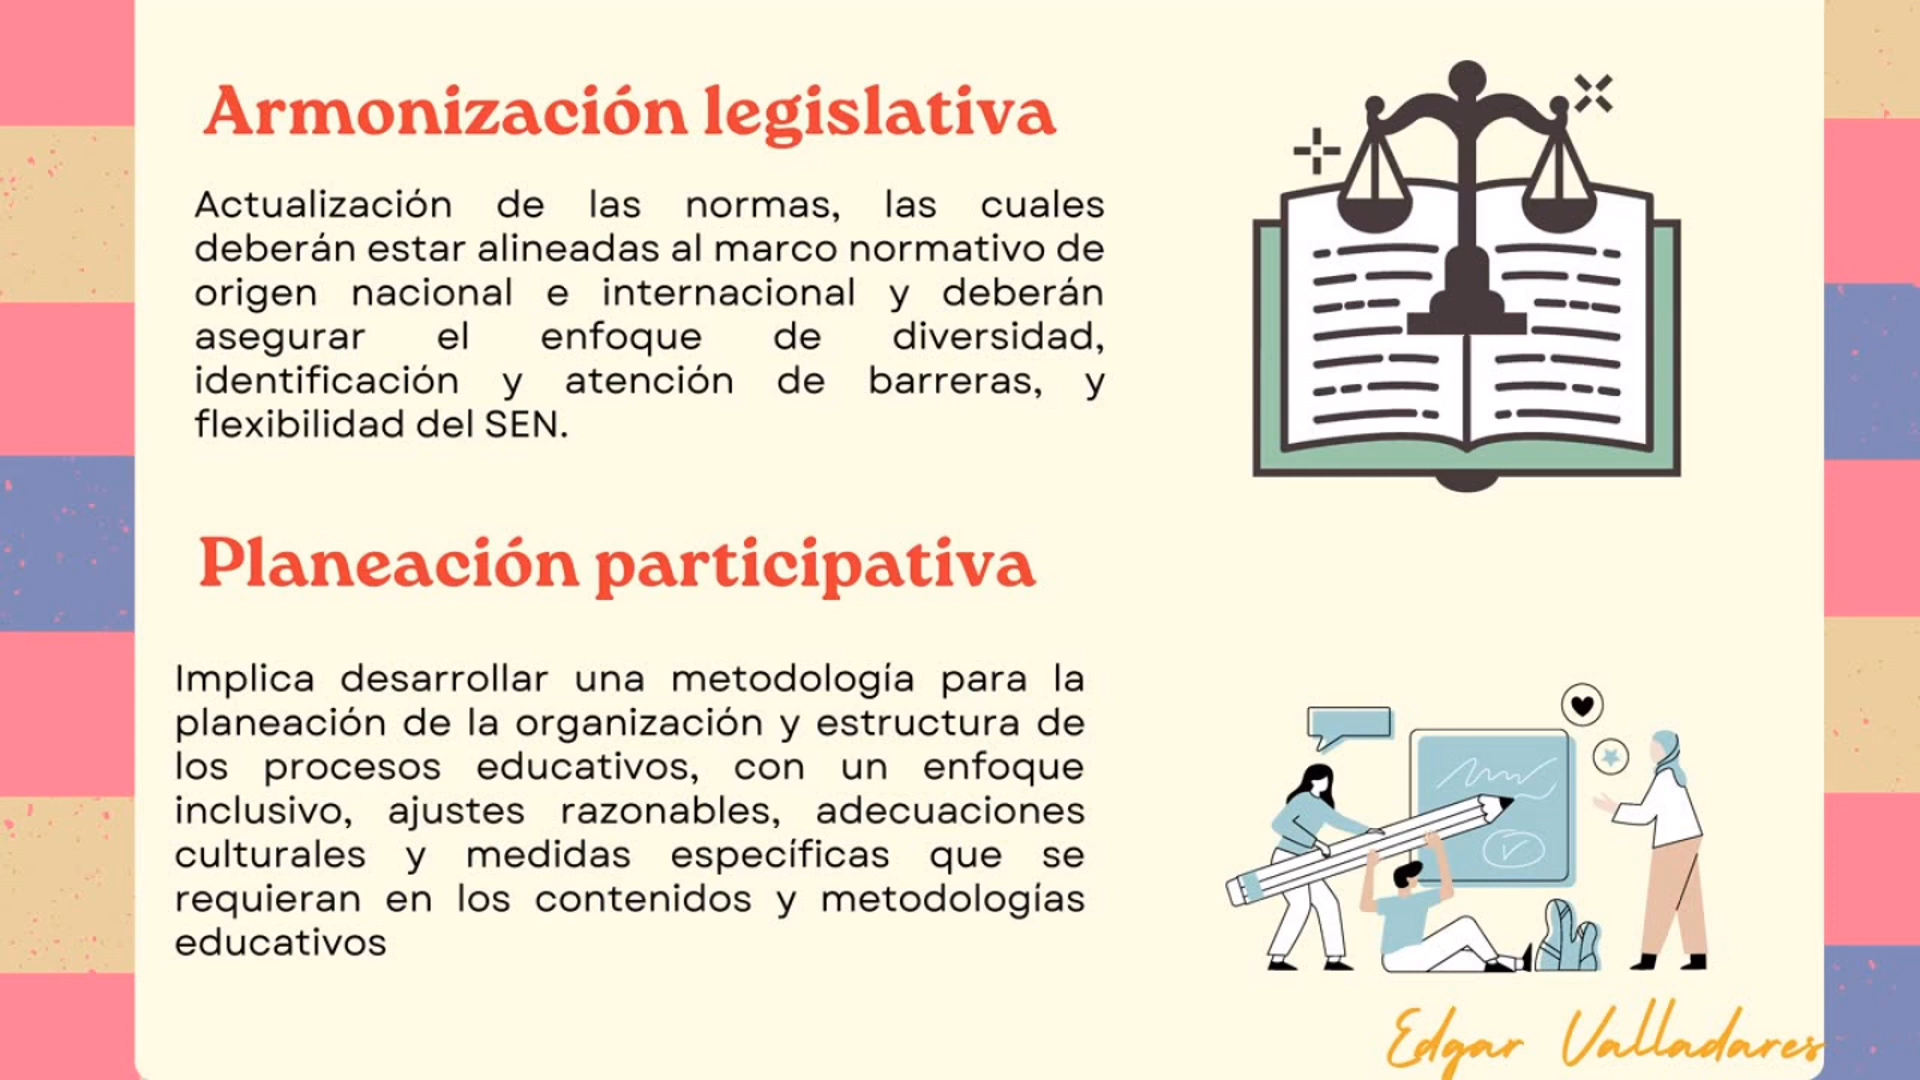 Armonización legislativa
Actualización de las normas, las cuales
deberán estar alineadas al marco normativo de
origen nacional e internacional y deberán
asegurar el enfoque de diversidad,
identificación y atención de barreras, y
flexibilidad del SEN.
Planeación participativa
Implica desarrollar una metodología para la
planeación de la organización y estructura de
los procesos educativos, con un enfoque
inclusivo, ajustes razonables, adecuaciones
culturales y medidas específicas que se
requieran en los contenidos y metodologías
educativos
Edgar Valladares